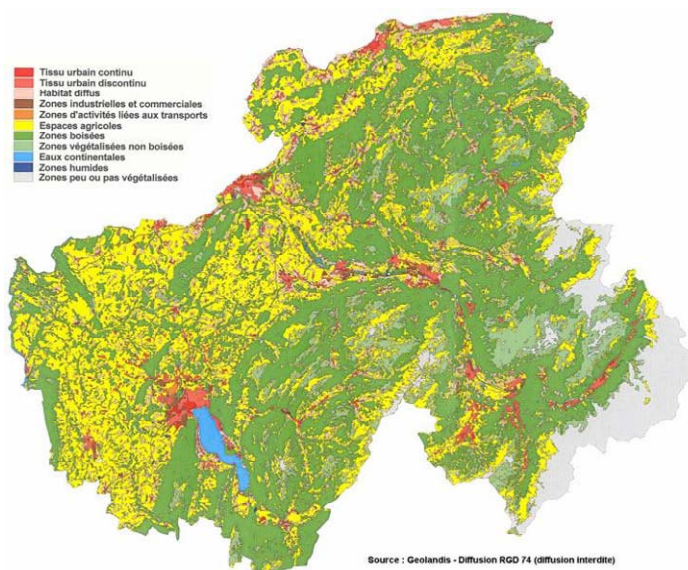 Tissu urbain continu
Tissu urbain discontinu
Habitat diffus
Zones industrielles et commerciales
Zones d'activités liées aux transports
Espaces agricoles
Zones boisées
Zones végétalisées non boisées
Eaux continentales
Zones humides
Zones peu ou pas végétalisées
Source : Geolandis - Diffusion RGD 74 (diffusion interdite)